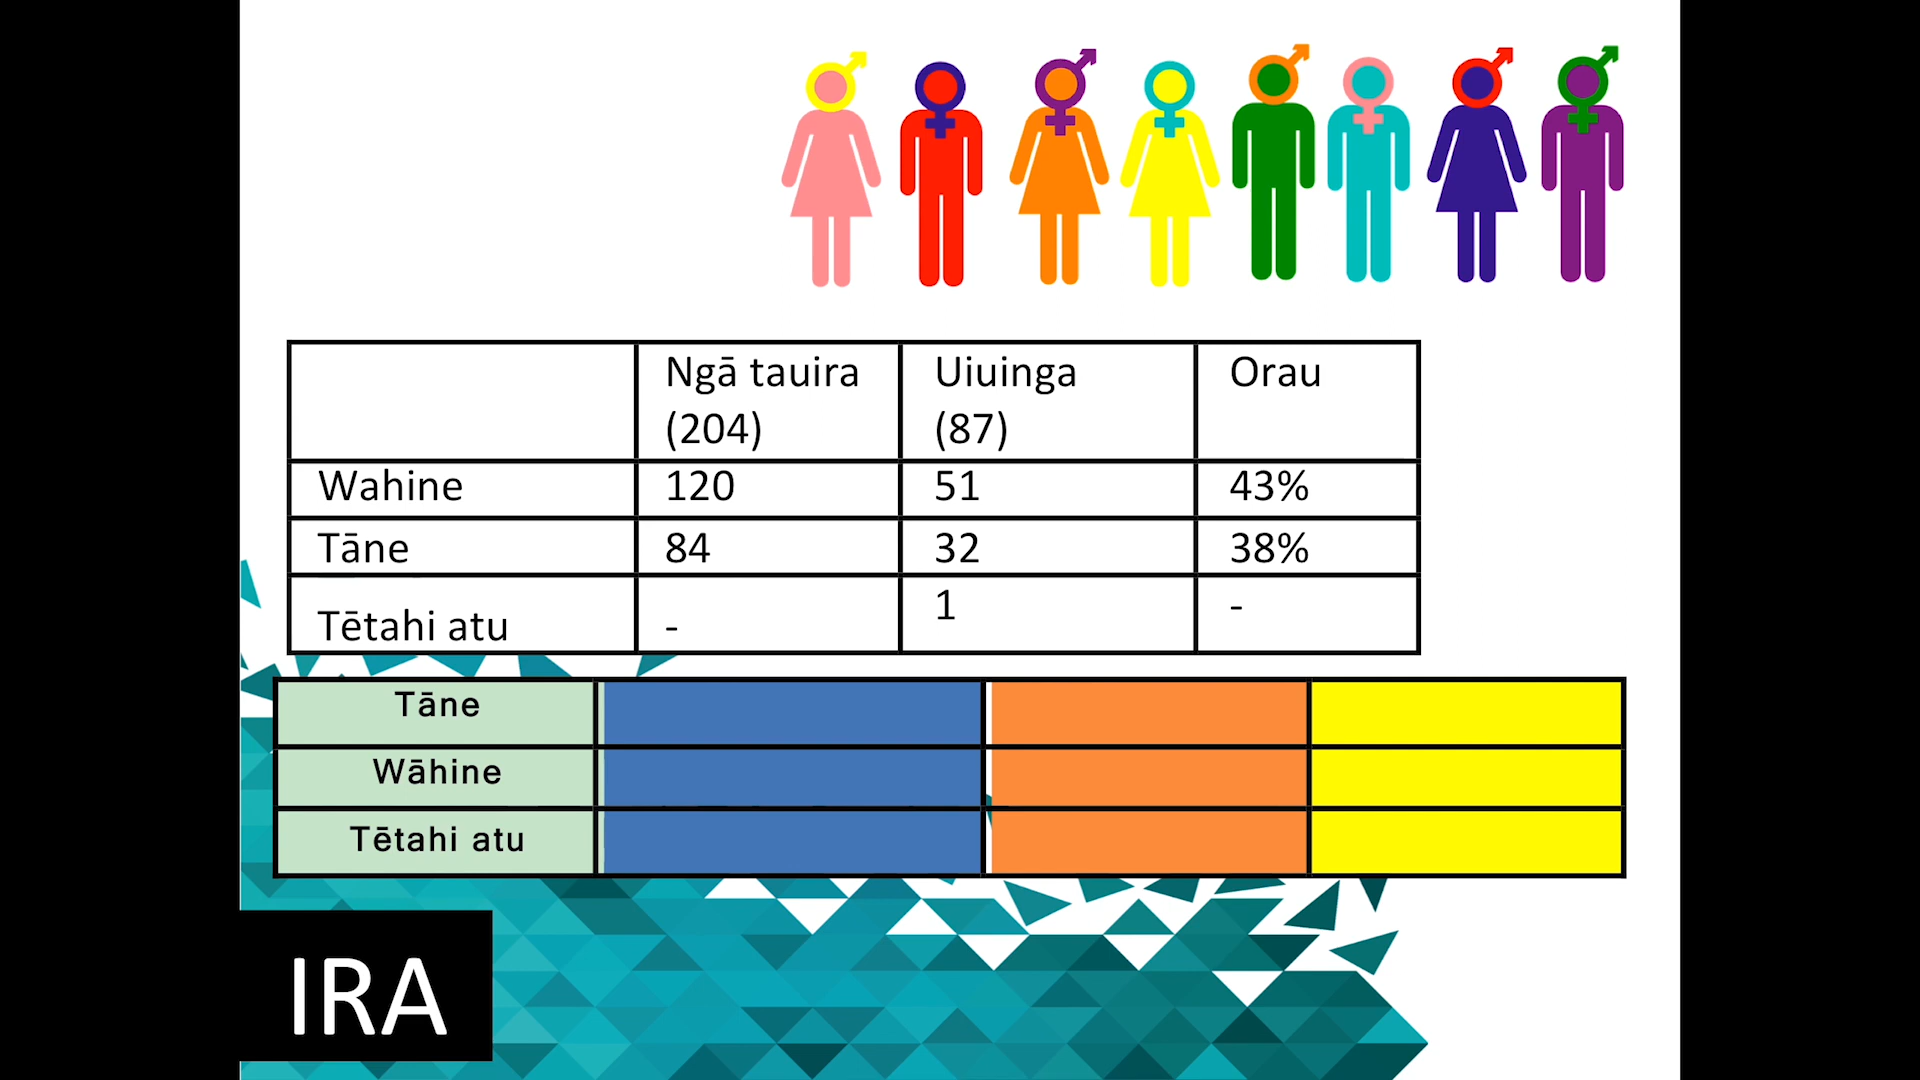 Ngā tauira Uiuinga Orau
(204) (87)
Wahine 120 51 43%
Tāne 84 32 38%
Tētahi atu - 1 -
Tāne
Wāhine
Tētahi atu
IRA